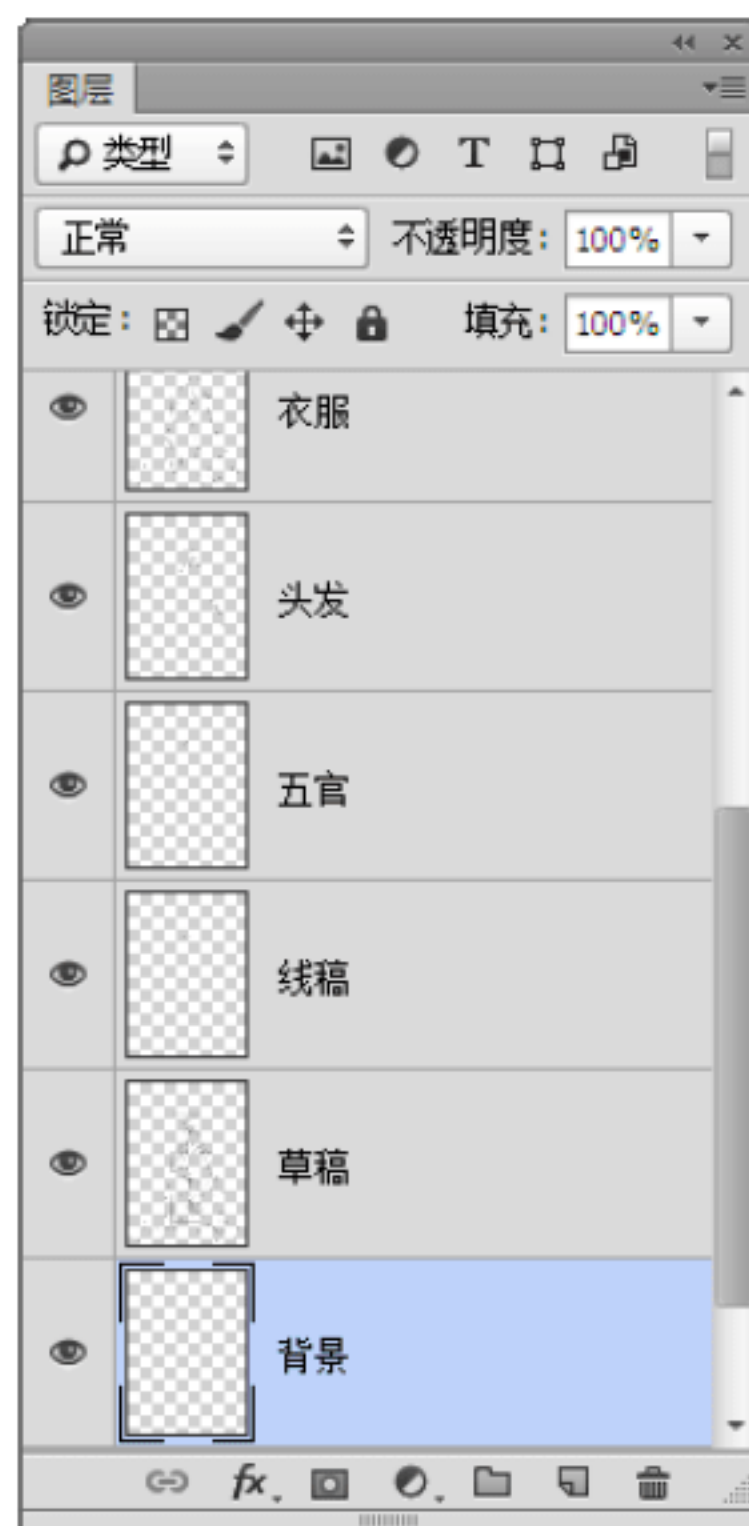 图层
类型
正常 不透明度: 100%
锁定: 填充: 100%
衣服
头发
五官
线稿
草稿
背景
fx